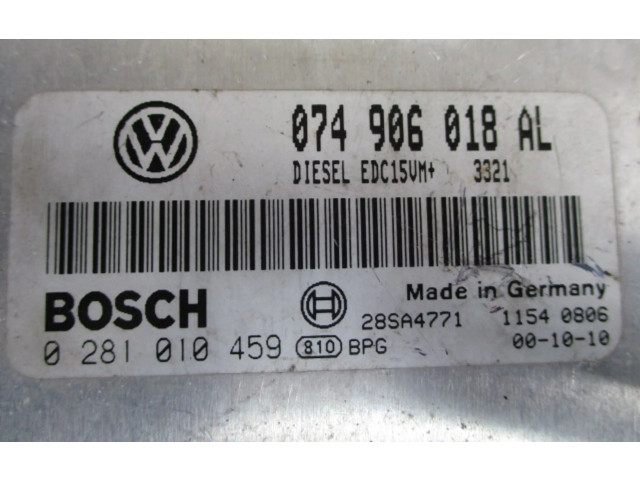 VW
074 906 018 AL
DIESEL EDC15VM+ 3321
BOSCH
Made in Germany
28SA4771 1154 0806
0 281 010 459 810 BPG 00-10-10